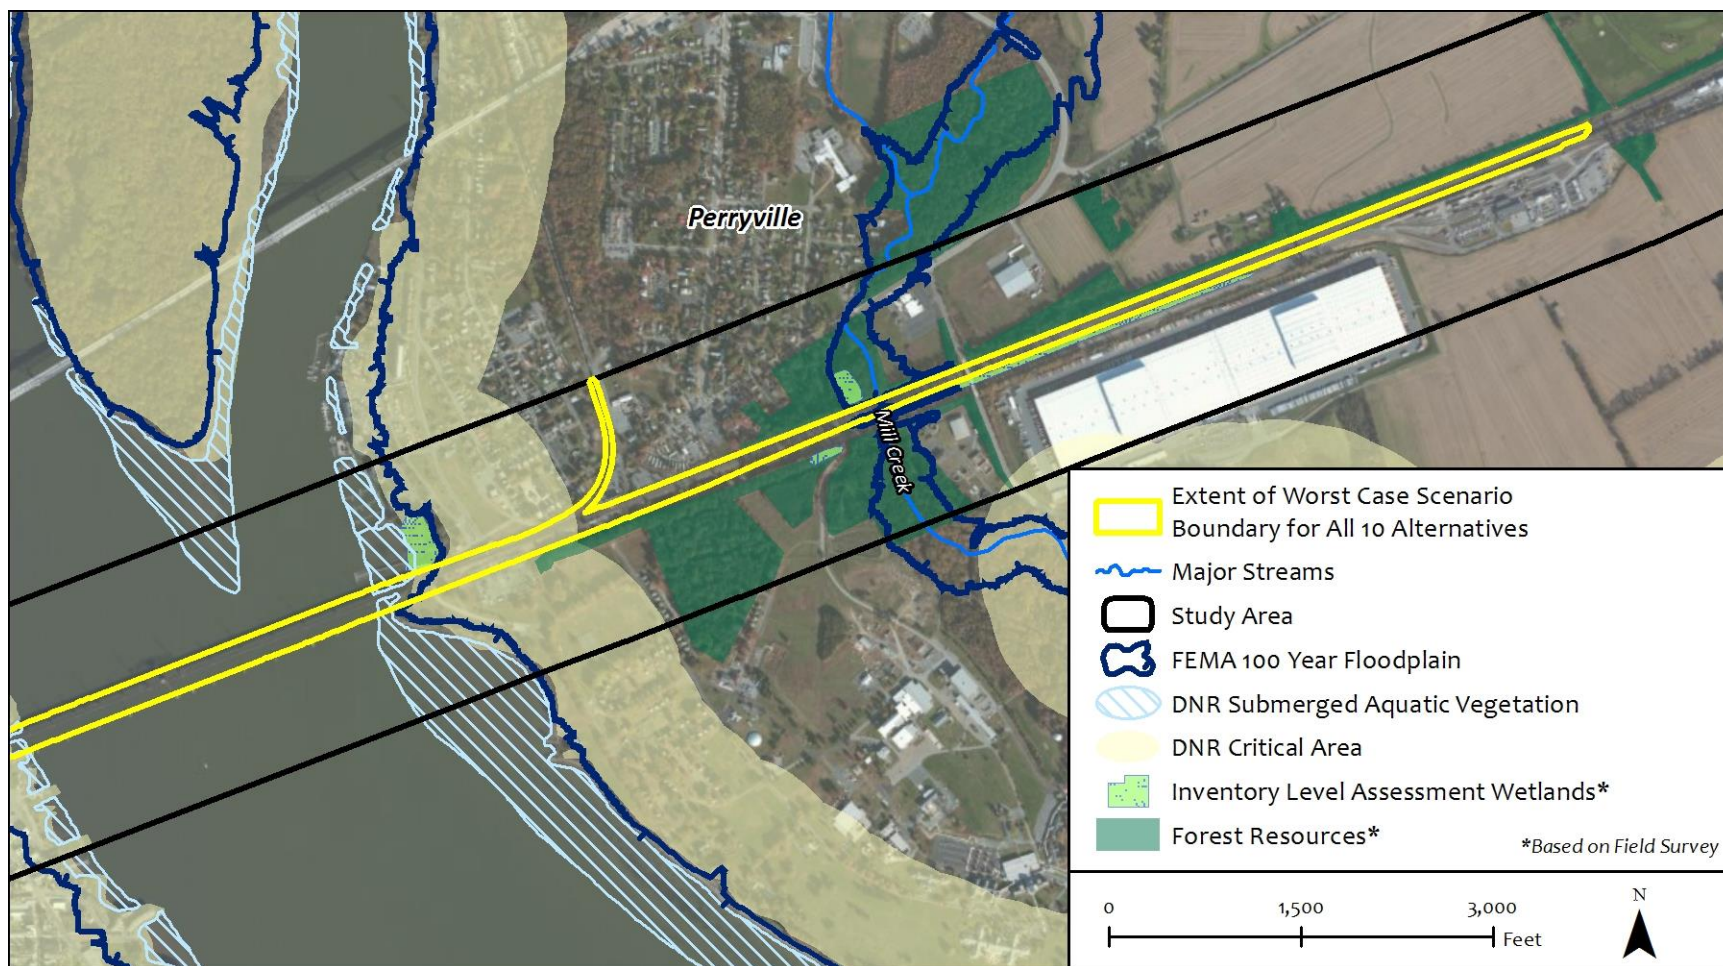 Perryville
Mill Creek
Extent of Worst Case Scenario
Boundary for All 10 Alternatives
Major Streams
Study Area
FEMA 100 Year Floodplain
DNR Submerged Aquatic Vegetation
DNR Critical Area
Inventory Level Assessment Wetlands*
Forest Resources*
*Based on Field Survey
0 1,500 3,000
Feet
N